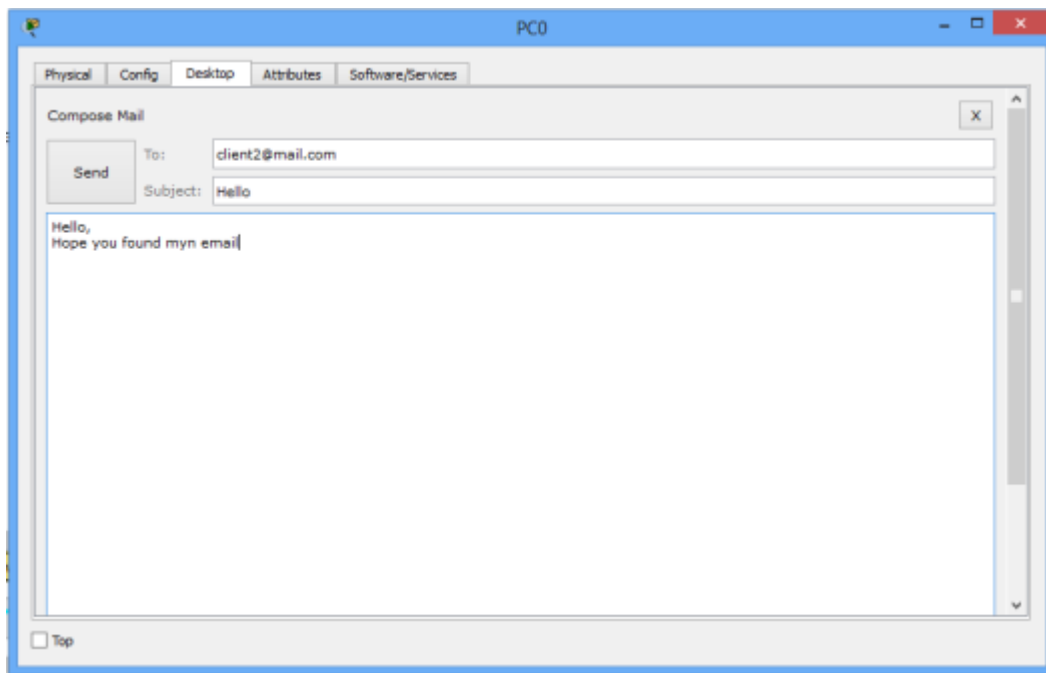 PC0
Physical Config Desktop Attributes Software/Services
Compose Mail
X
Send
To: client2@mail.com
Subject: Hello
Hello,
Hope you found myn email
Top